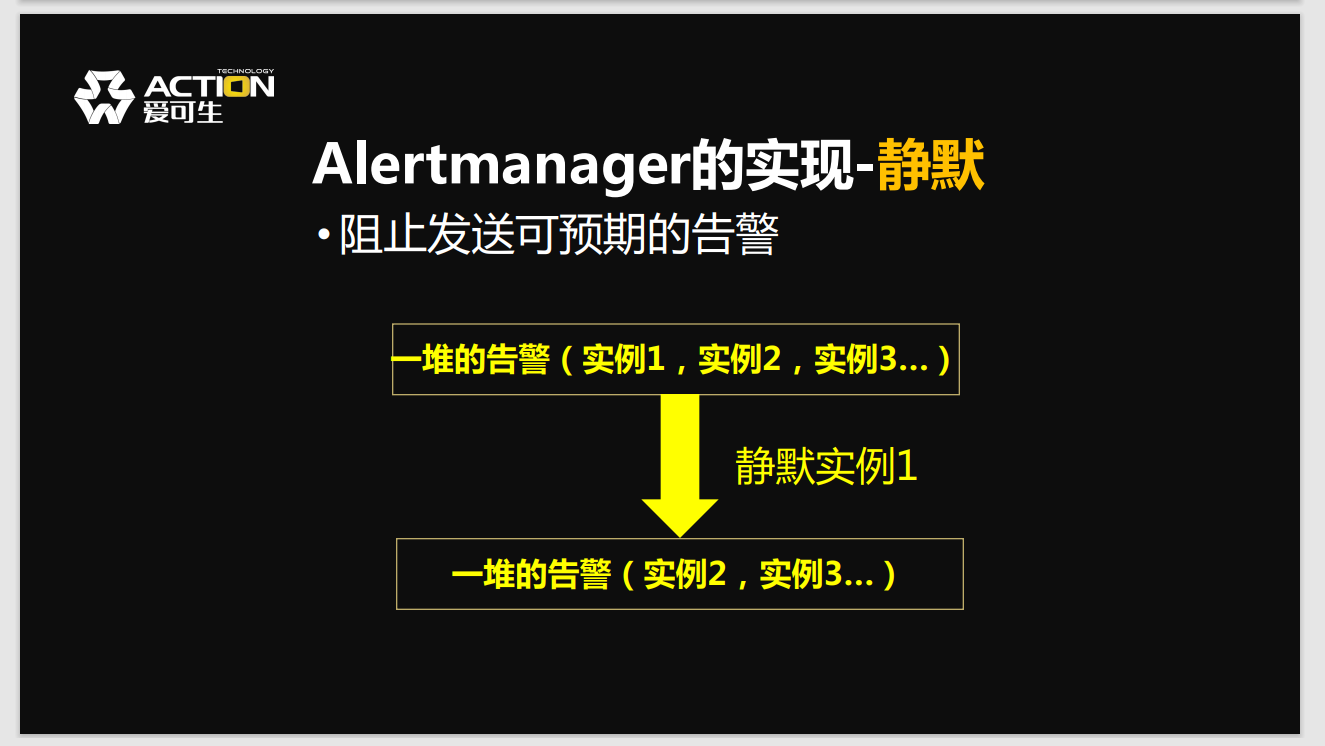 TECHNOLOGY
ACTION
爱可生
Alertmanager的实现-静默
•阻止发送可预期的告警
一堆的告警（实例1，实例2，实例3...）
静默实例1
一堆的告警（实例2，实例3...）